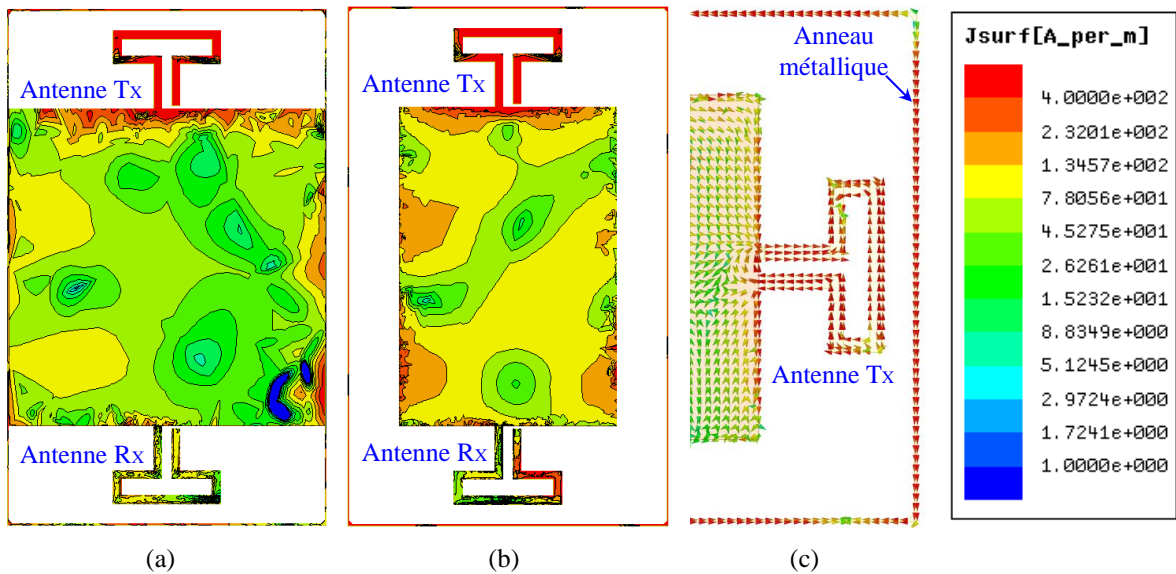 Antenne Tx
Antenne Rx
(a)
Antenne Tx
Antenne Rx
(b)
Anneau
métallique
Antenne Tx
(c)
Jsurf[A_per_m]
4.0000e+002
2.3201e+002
1.3457e+002
7.8056e+001
4.5275e+001
2.6261e+001
1.5232e+001
8.8349e+000
5.1245e+000
2.9724e+000
1.7241e+000
1.0000e+000